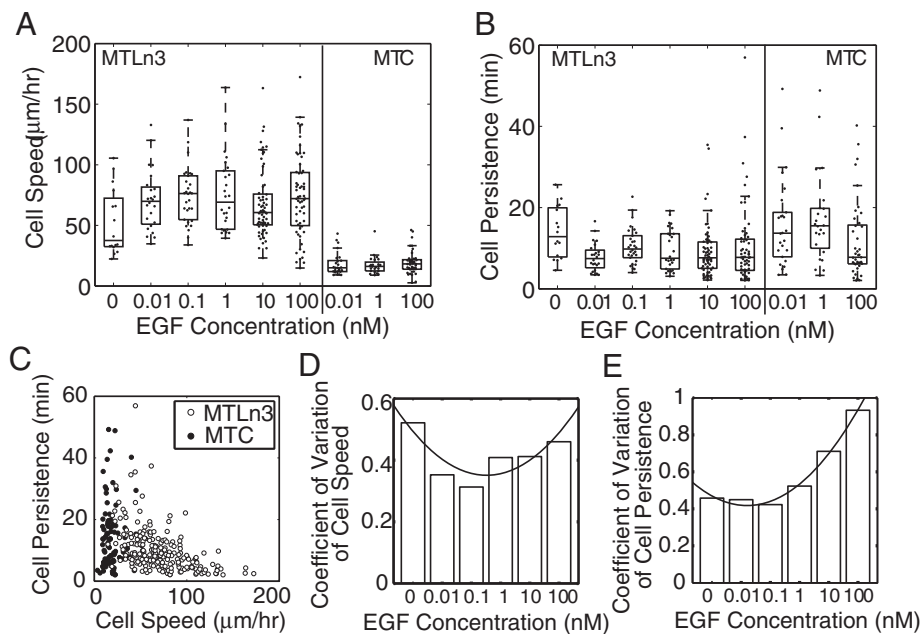 A
200
150
100
50
0
Cell Speed(μm/hr)
MTLn3
MTC
0 0.01 0.1 1 10 100 0.01 1 100
EGF Concentration (nM)
B
60
40
20
0
Cell Persistence (min)
MTLn3
MTC
0 0.01 0.1 1 10 100 0.01 1 100
EGF Concentration (nM)
C
60
40
20
0
Cell Persistence (min)
MTLn3
MTC
0 100 200
Cell Speed (μm/hr)
D
0.6
0.4
0.2
0
Coefficient of Variation
of Cell Speed
0 0.01 0.1 1 10 100
EGF Concentration (nM)
E
1
0.8
0.6
0.4
0.2
0
Coefficient of Variation
of Cell Persistence
0 0.01 0.1 1 10 100
EGF Concentration (nM)